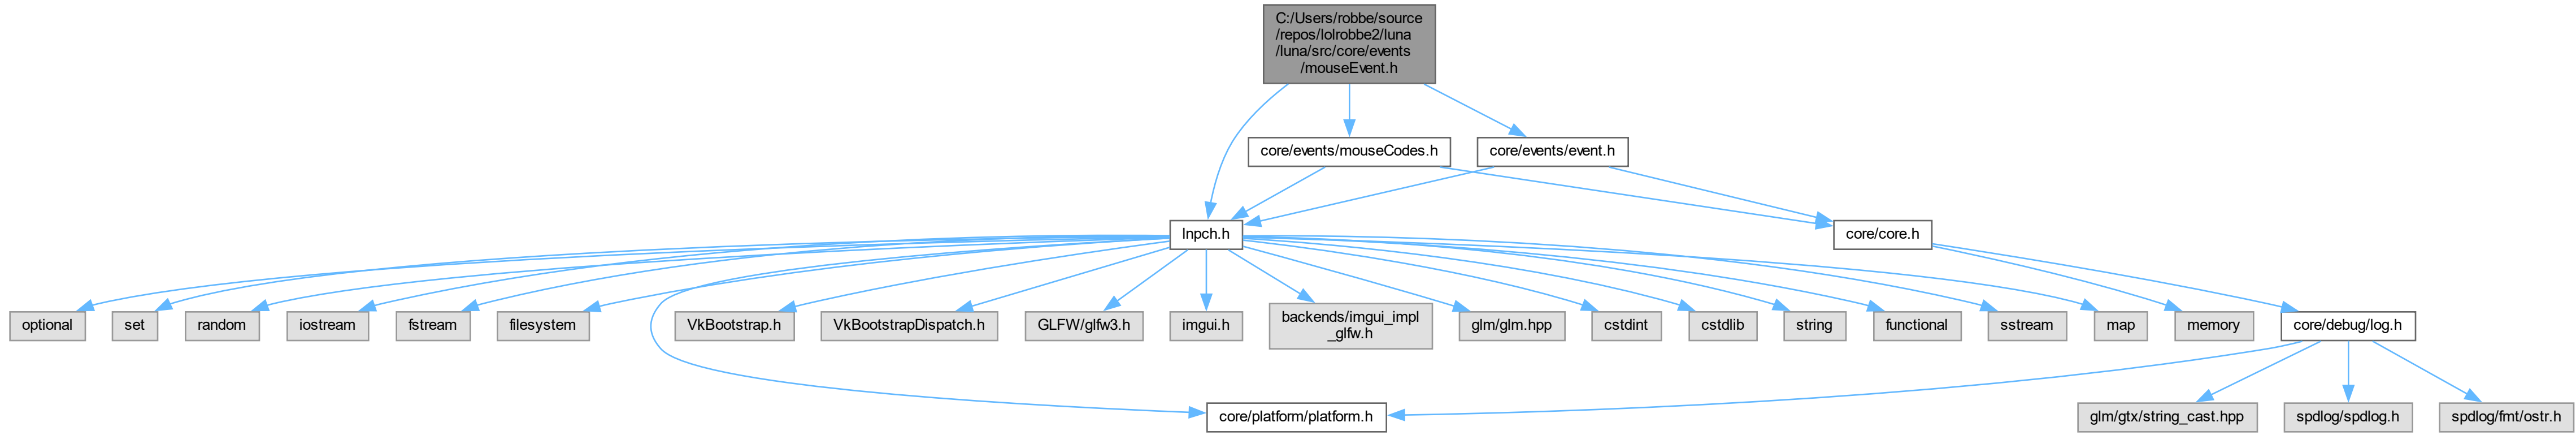 C:/Users/robbe/source
/repos/lolrobbe2/luna
/luna/src/core/events
/mouseEvent.h
core/events/mouseCodes.h
core/events/event.h
lnpch.h
core/core.h
optional
set
random
iostream
fstream
filesystem
VkBootstrap.h
VkBootstrapDispatch.h
GLFW/glfw3.h
imgui.h
backends/imgui_impl
_glfw.h
glm/glm.hpp
cstdint
cstdlib
string
functional
sstream
map
memory
core/debug/log.h
core/platform/platform.h
glm/gtx/string_cast.hpp
spdlog/spdlog.h
spdlog/fmt/ostr.h